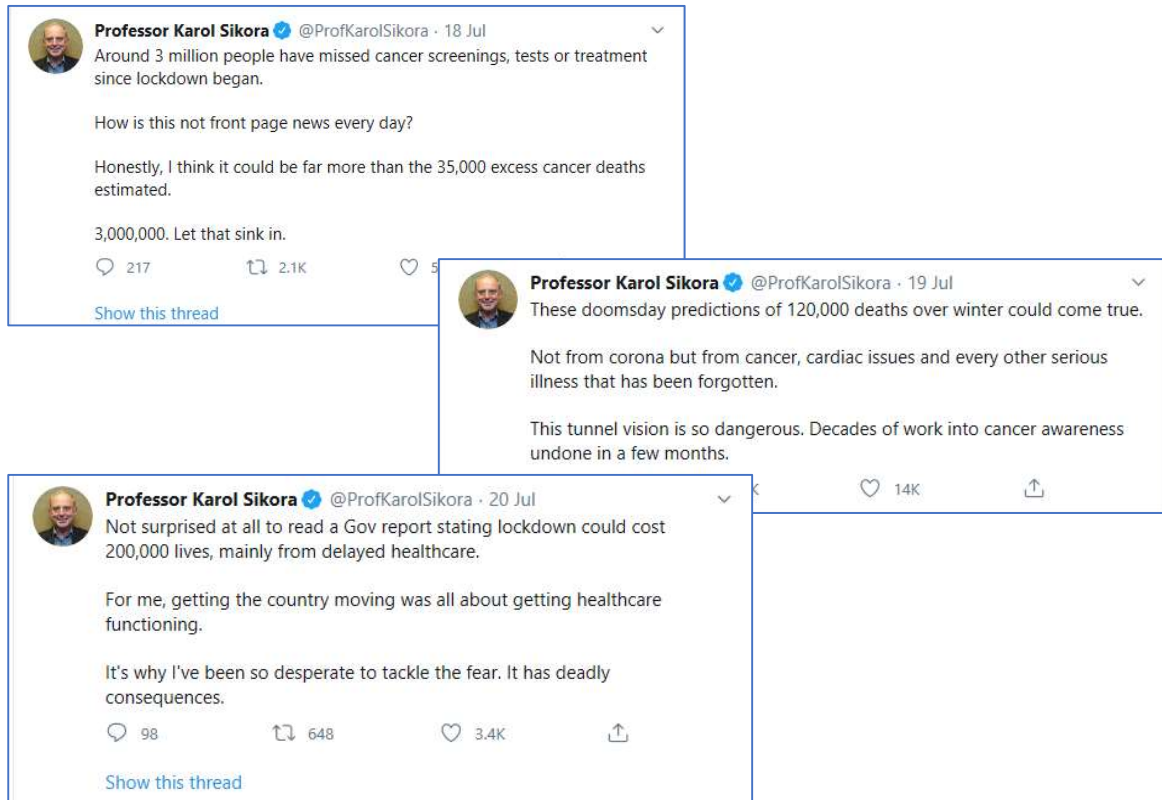 Professor Karol Sikora @ProfKarolSikora · 18 Jul
Around 3 million people have missed cancer screenings, tests or treatment
since lockdown began.
How is this not front page news every day?
Honestly, I think it could be far more than the 35,000 excess cancer deaths
estimated.
3,000,000. Let that sink in.
217 2.1K
Show this thread
Professor Karol Sikora @ProfKarolSikora · 19 Jul
These doomsday predictions of 120,000 deaths over winter could come true.
Not from corona but from cancer, cardiac issues and every other serious
illness that has been forgotten.
This tunnel vision is so dangerous. Decades of work into cancer awareness
undone in a few months.
14K
Professor Karol Sikora @ProfKarolSikora · 20 Jul
Not surprised at all to read a Gov report stating lockdown could cost
200,000 lives, mainly from delayed healthcare.
For me, getting the country moving was all about getting healthcare
functioning.
It's why I've been so desperate to tackle the fear. It has deadly
consequences.
98 648 3.4K
Show this thread